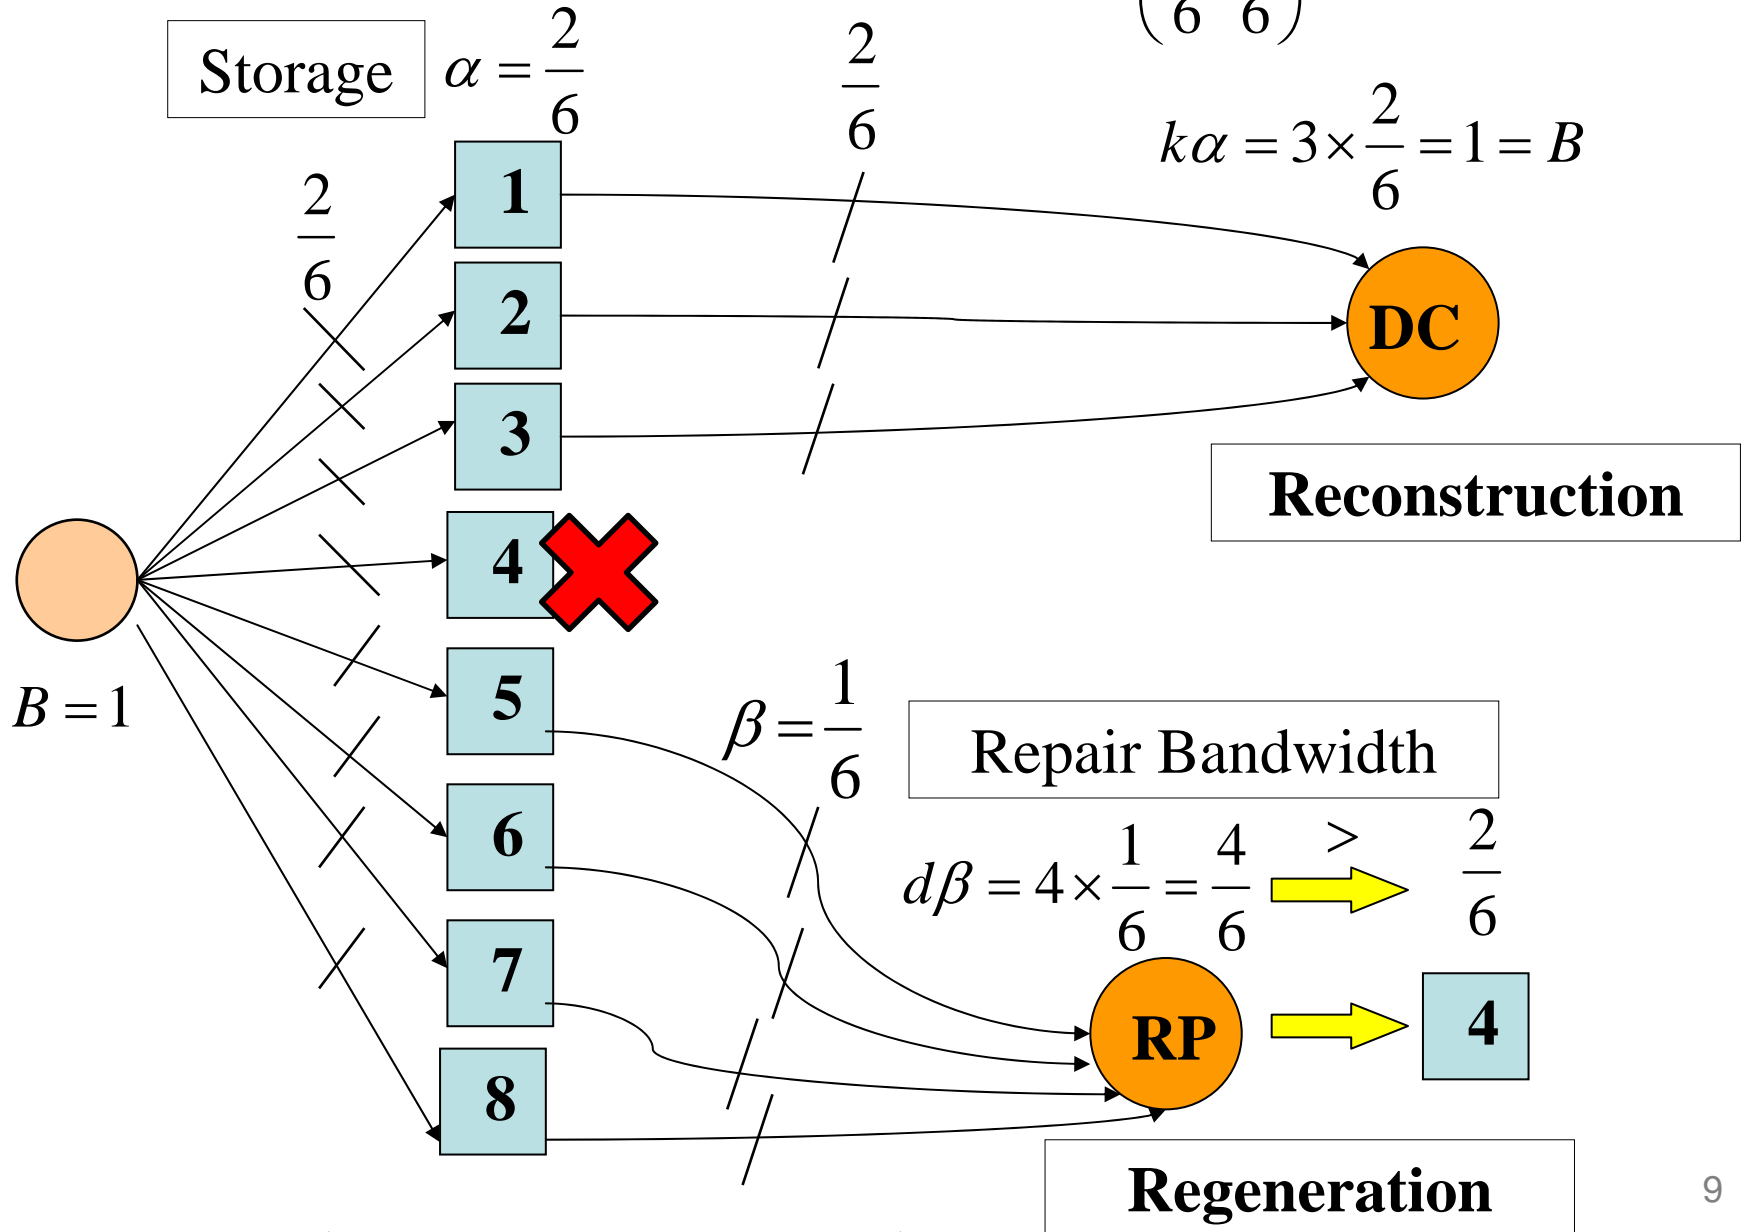 ( 6 6 )
Storage
α = 2/6
2/6
2/6
kα = 3 × 2/6 = 1 = B
1
2
DC
3
Reconstruction
4
B = 1
5
β = 1/6
Repair Bandwidth
6
dβ = 4 × 1/6 = 4/6 > 2/6
7
RP
4
8
Regeneration
9